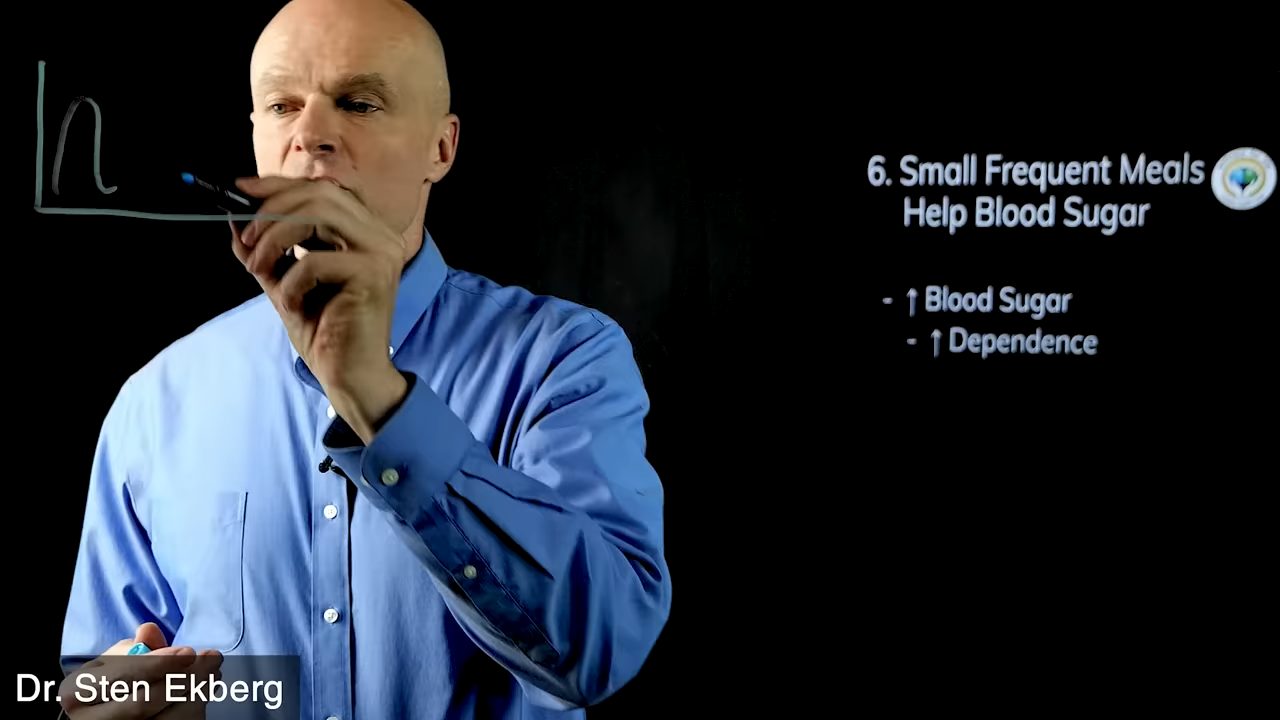 6. Small Frequent Meals
Help Blood Sugar
- ↑ Blood Sugar
- ↑ Dependence
Dr. Sten Ekberg